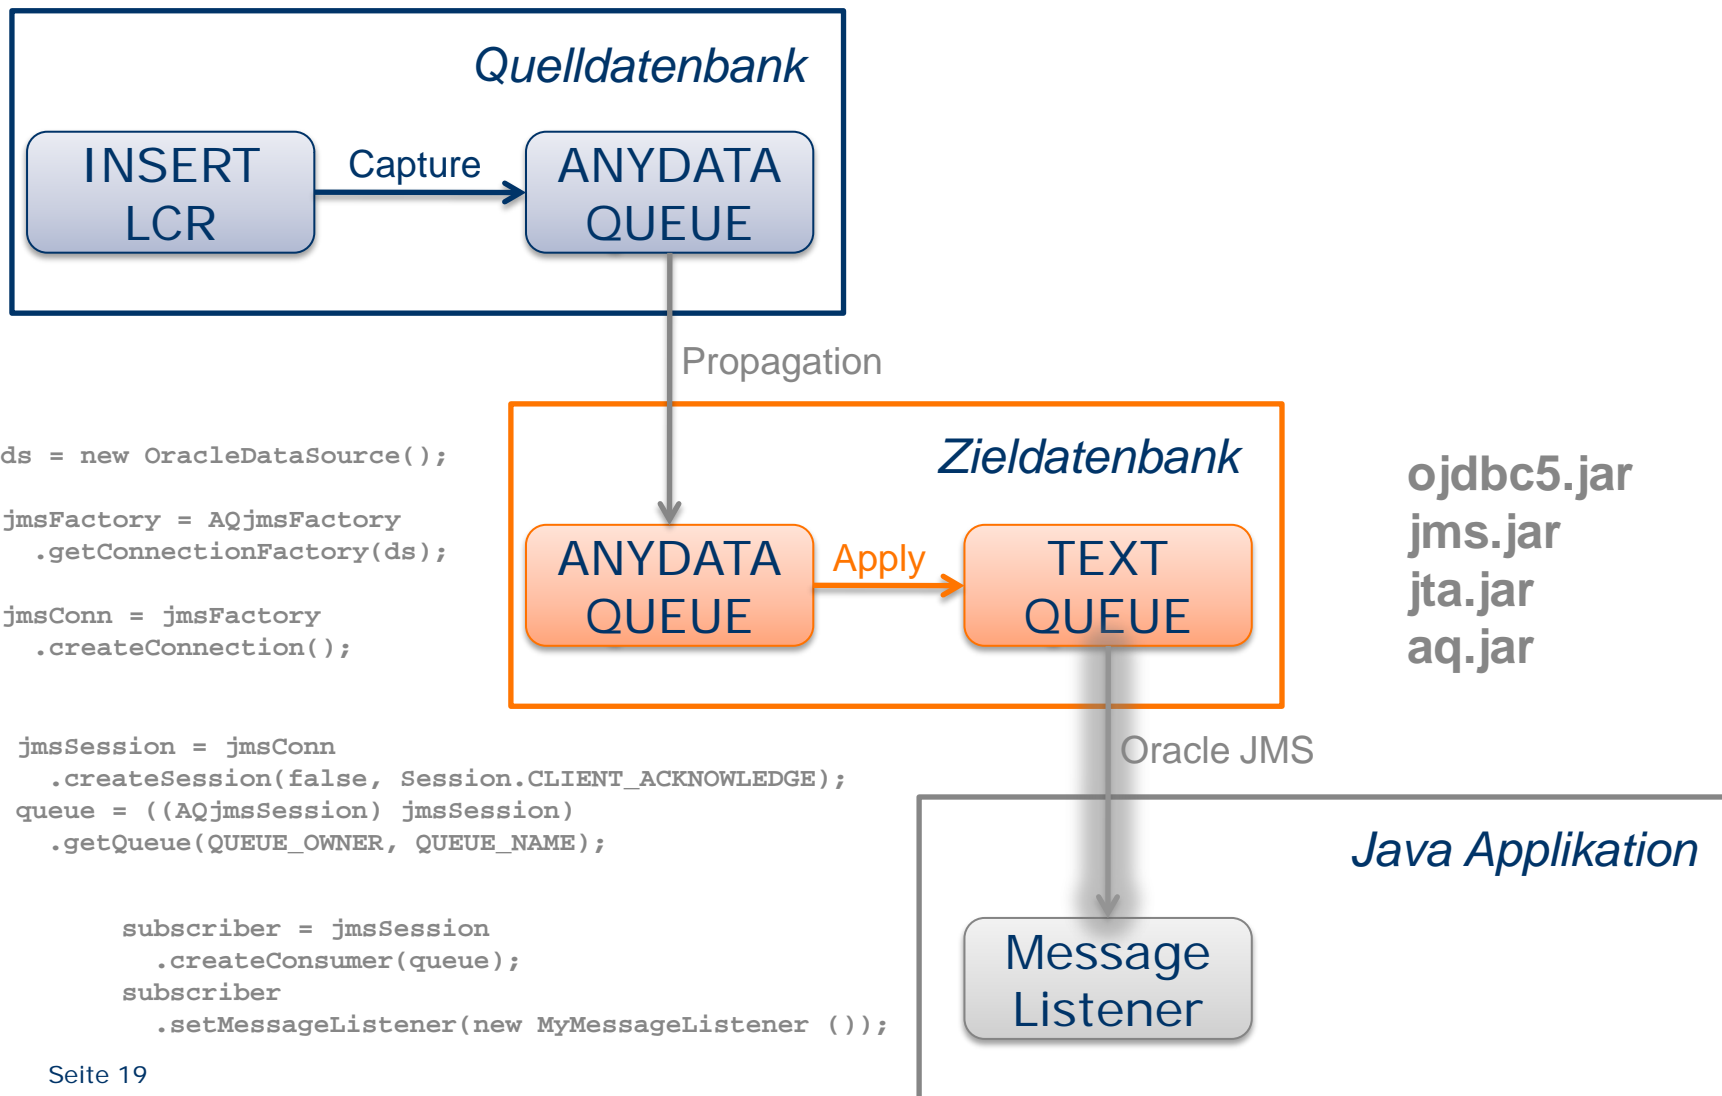 Quelldatenbank
INSERT
LCR
Capture
ANYDATA
QUEUE
Propagation
ds = new OracleDataSource();
jmsFactory = AQjmsFactory
.getConnectionFactory(ds);
jmsConn = jmsFactory
.createConnection();
Zieldatenbank
ANYDATA
QUEUE
Apply
TEXT
QUEUE
ojdbc5.jar
jms.jar
jta.jar
aq.jar
jmsSession = jmsConn
.createSession(false, Session.CLIENT_ACKNOWLEDGE);
queue = ((AQjmsSession) jmsSession)
.getQueue(QUEUE_OWNER, QUEUE_NAME);
Oracle JMS
Java Applikation
subscriber = jmsSession
.createConsumer(queue);
subscriber
.setMessageListener(new MyMessageListener ());
Message
Listener
Seite 19